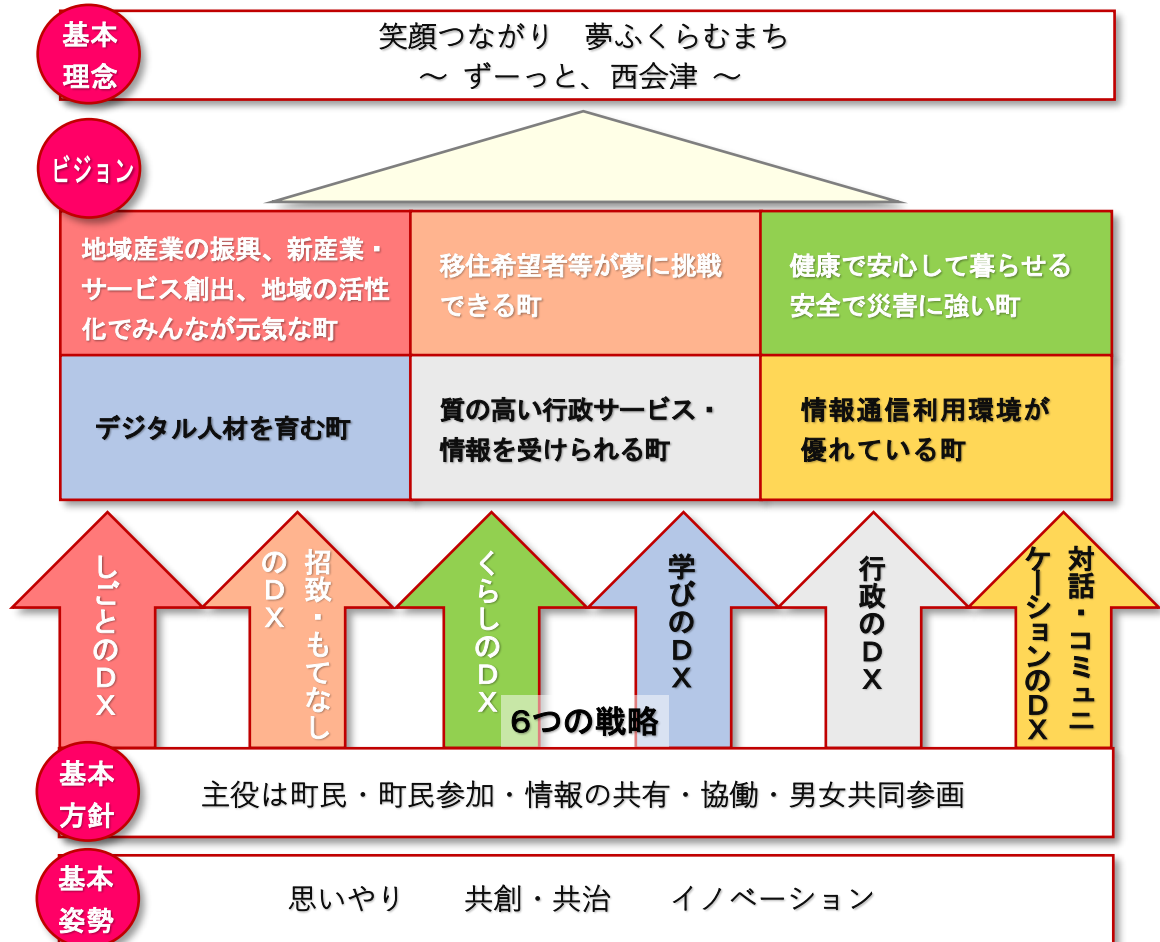 基本
理念
笑顔つながり　夢ふくらむまち
～ ずーっと、西会津 ～
ビジョン
地域産業の振興、新産業・
サービス創出、地域の活性
化でみんなが元気な町
移住希望者等が夢に挑戦
できる町
健康で安心して暮らせる
安全で災害に強い町
デジタル人材を育む町
質の高い行政サービス・
情報を受けられる町
情報通信利用環境が
優れている町
しごとのＤＸ
招致・もてなし
のＤＸ
くらしのＤＸ
学びのＤＸ
行政のＤＸ
対話・コミュニ
ケーションのＤＸ
６つの戦略
基本
方針
主役は町民・町民参加・情報の共有・協働・男女共同参画
基本
姿勢
思いやり　　共創・共治　　イノベーション